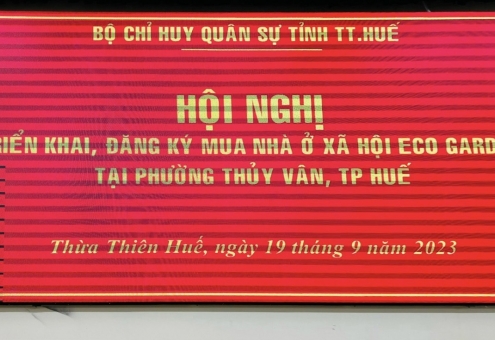 BỘ CHỈ HUY QUÂN SỰ TỈNH TT.HUẾ
HỘI NGHỊ
RIỂN KHAI, ĐĂNG KÝ MUA NHÀ Ở XÃ HỘI ECO GARD
TẠI PHƯỜNG THỦY VÂN, TP HUẾ
Thừa Thiên Huế, ngày 19 tháng 9 năm 2023